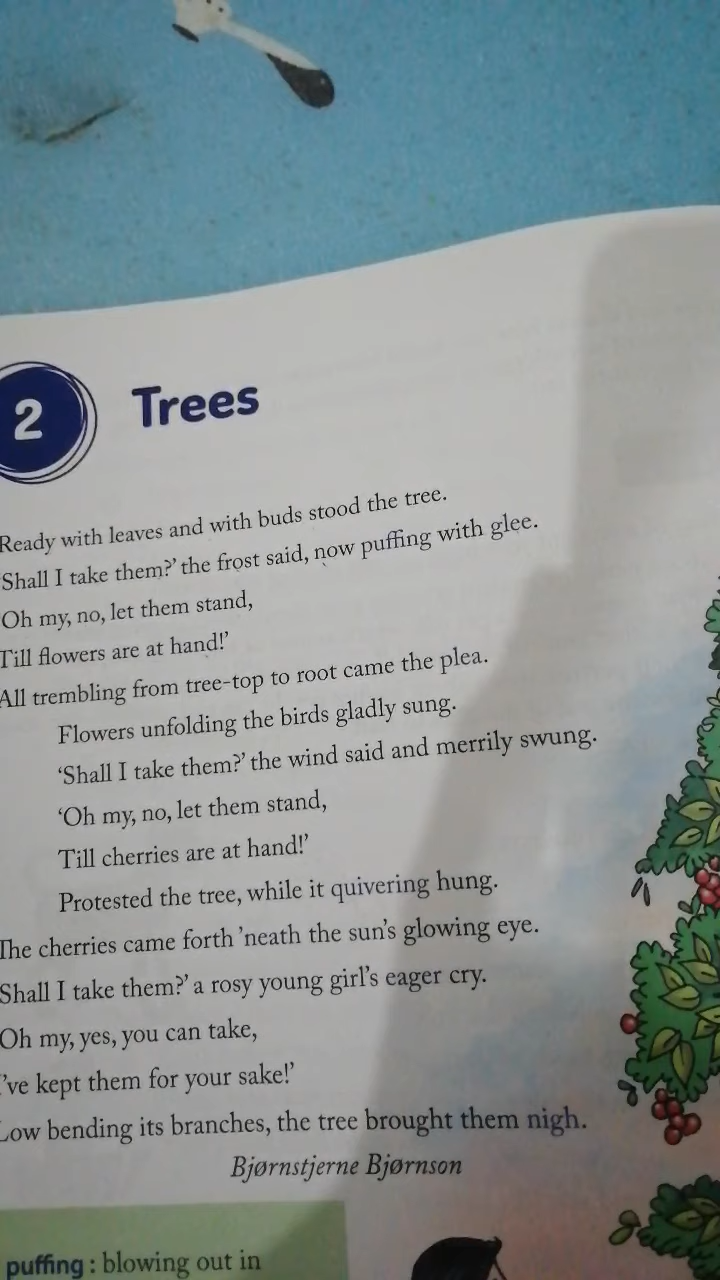 2
Trees
Ready with leaves and with buds stood the tree.
'Shall I take them?' the frost said, now puffing with glee.
'Oh my, no, let them stand,
Till flowers are at hand!'
All trembling from tree-top to root came the plea.
Flowers unfolding the birds gladly sung.
'Shall I take them?' the wind said and merrily swung.
'Oh my, no, let them stand,
Till cherries are at hand!'
Protested the tree, while it quivering hung.
The cherries came forth 'neath the sun's glowing eye.
Shall I take them?' a rosy young girl's eager cry.
Oh my, yes, you can take,
I've kept them for your sake!'
Low bending its branches, the tree brought them nigh.
Bjørnstjerne Bjørnson
puffing : blowing out in